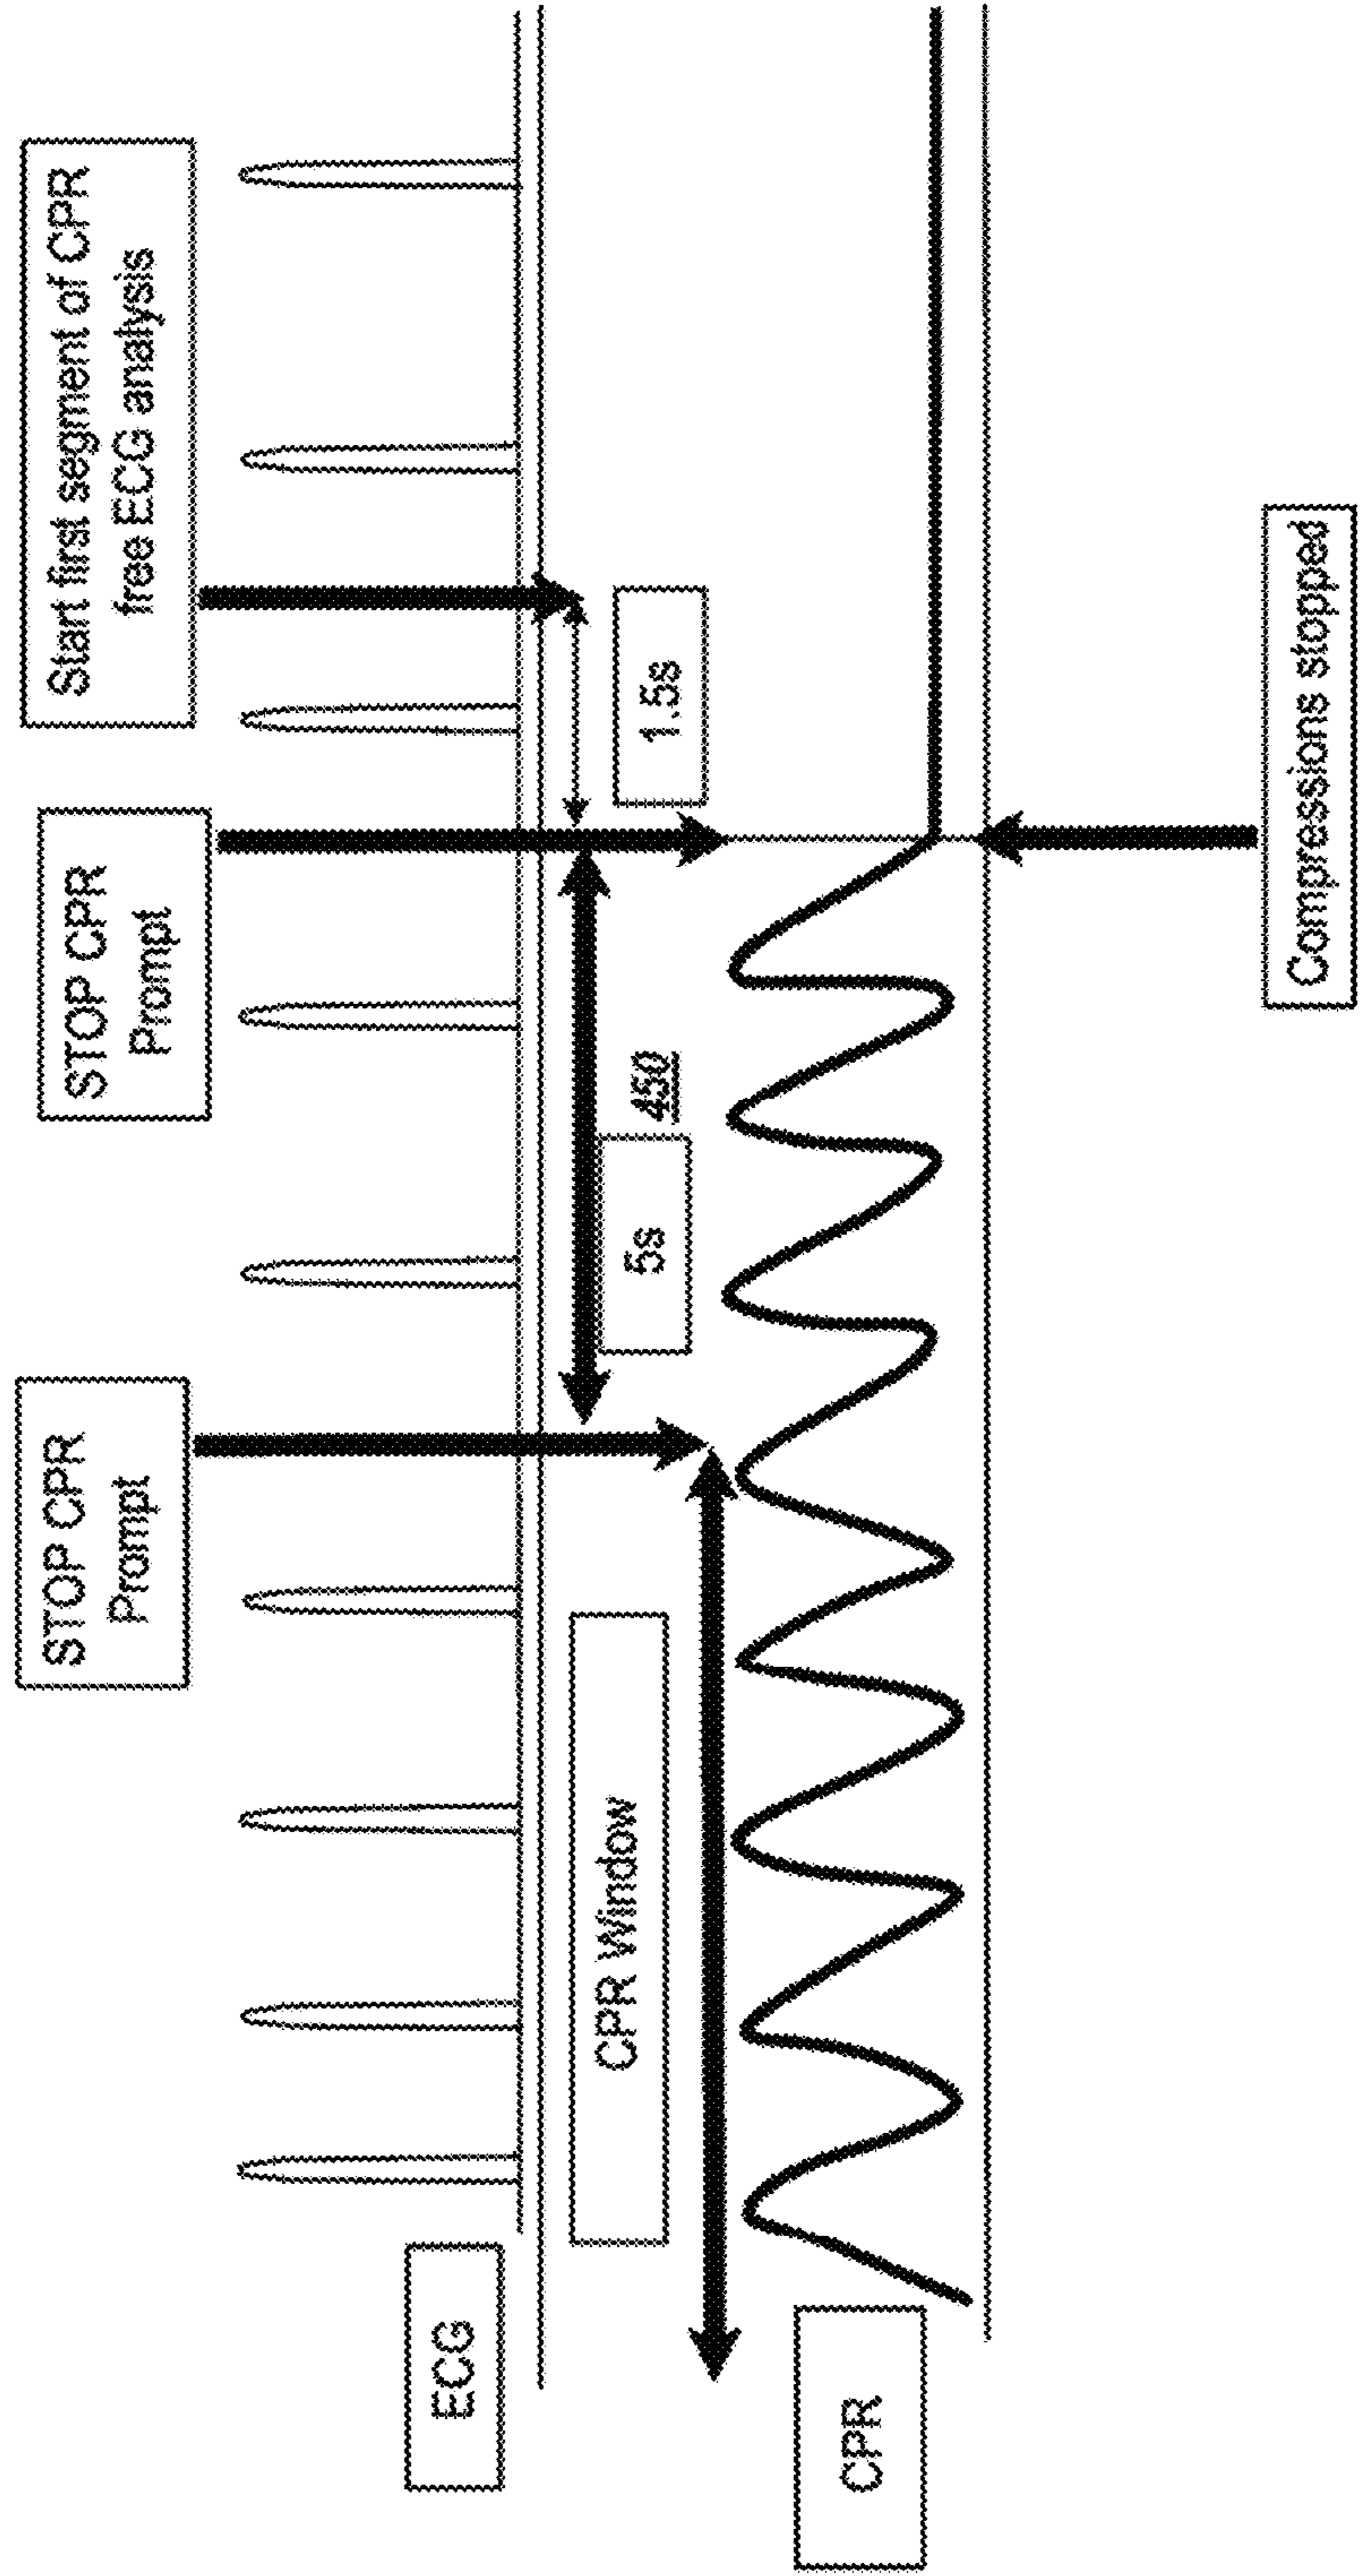 STOP CPR
Prompt
STOP CPR
Prompt
Start first segment of CPR
free ECG analysis
ECG
CPR Window
5s
450
1.5s
CPR
Compressions stopped